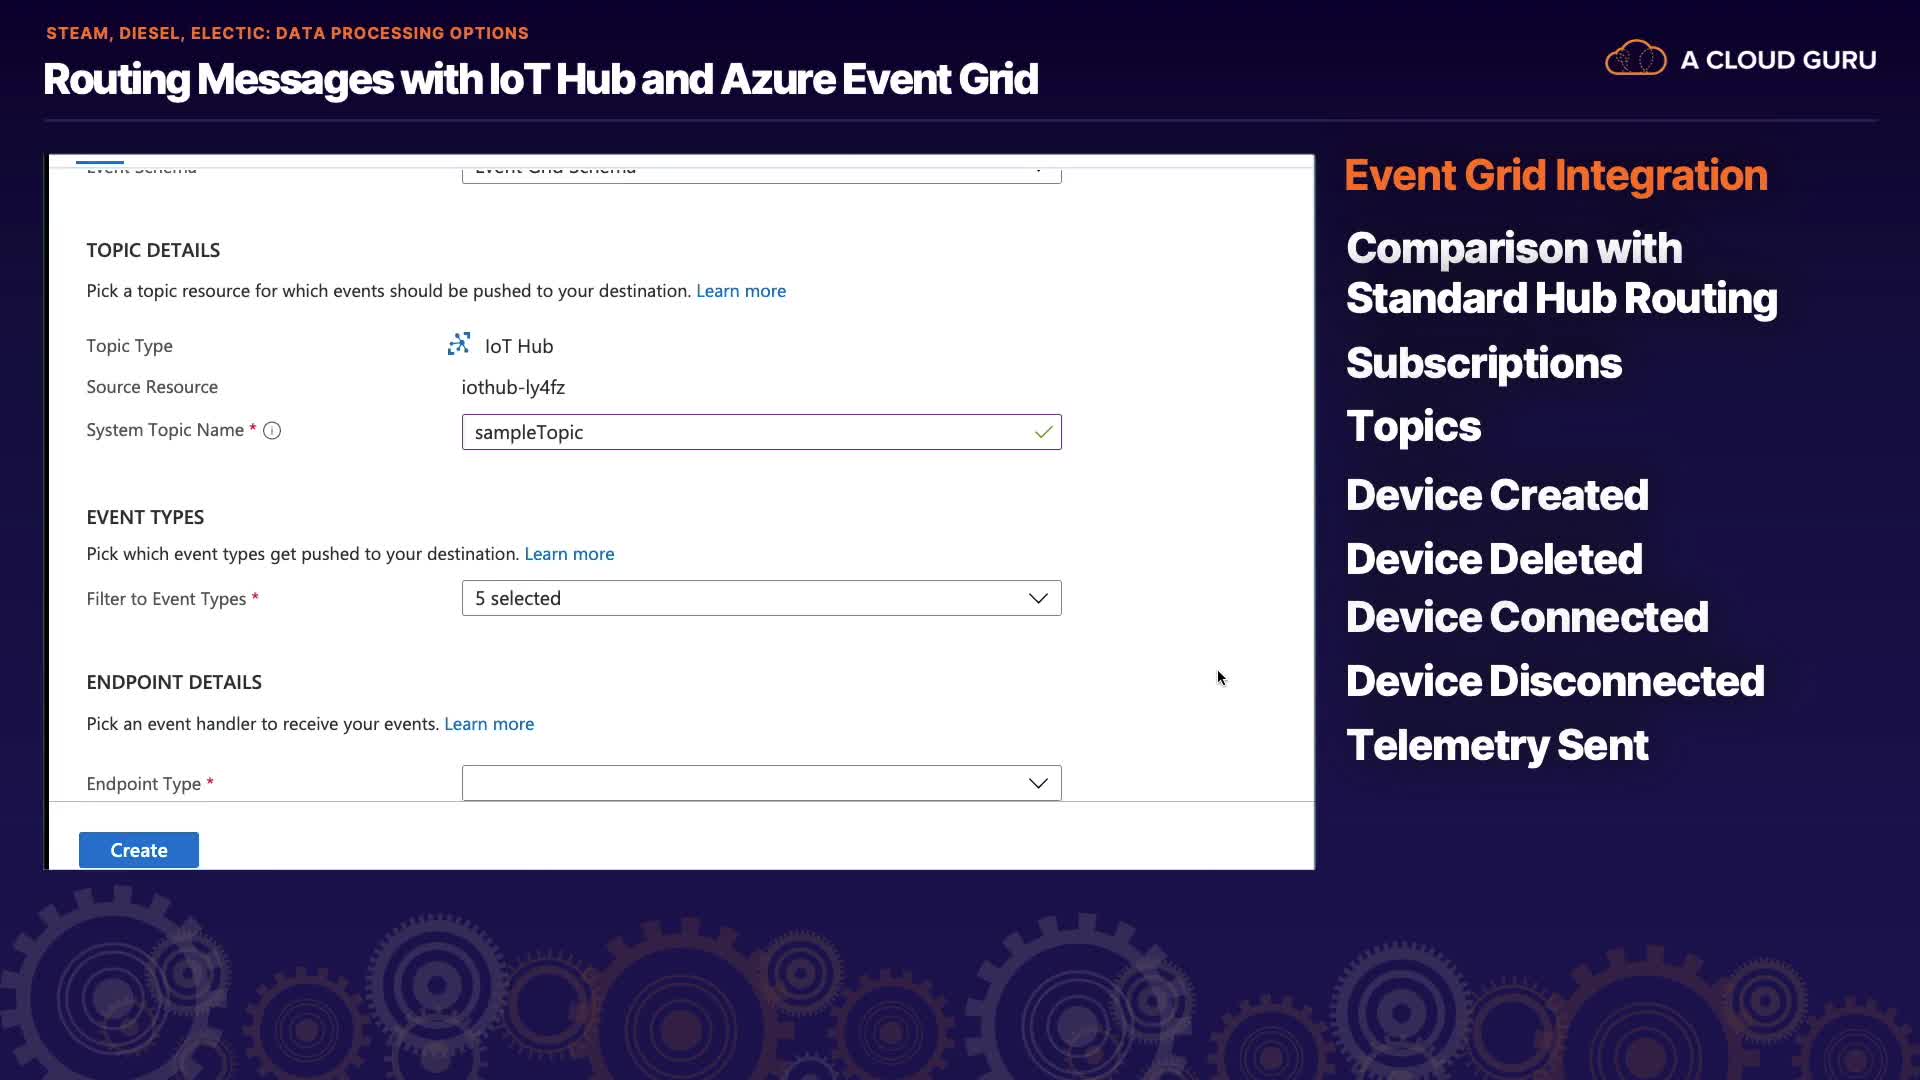 STEAM, DIESEL, ELECTIC: DATA PROCESSING OPTIONS
Routing Messages with IoT Hub and Azure Event Grid
A CLOUD GURU
Event Schema
Event Grid Schema
TOPIC DETAILS
Pick a topic resource for which events should be pushed to your destination. Learn more
Topic Type
IoT Hub
Source Resource
iothub-ly4fz
System Topic Name *
sampleTopic
EVENT TYPES
Pick which event types get pushed to your destination. Learn more
Filter to Event Types *
5 selected
ENDPOINT DETAILS
Pick an event handler to receive your events. Learn more
Endpoint Type *
Create
Event Grid Integration
Comparison with
Standard Hub Routing
Subscriptions
Topics
Device Created
Device Deleted
Device Connected
Device Disconnected
Telemetry Sent